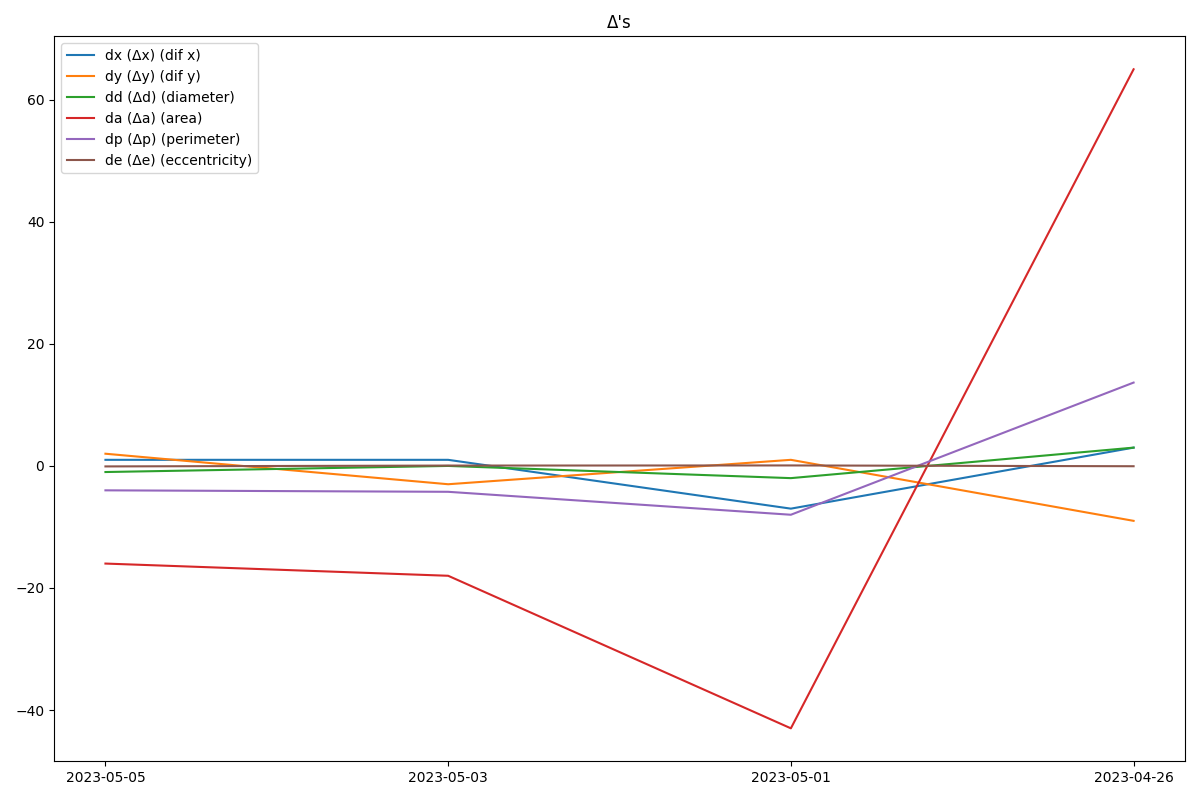 Δ's
dx (Δx) (dif x)
dy (Δy) (dif y)
dd (Δd) (diameter)
da (Δa) (area)
dp (Δp) (perimeter)
de (Δe) (eccentricity)
60
40
20
0
−20
−40
2023-05-05 2023-05-03 2023-05-01 2023-04-26